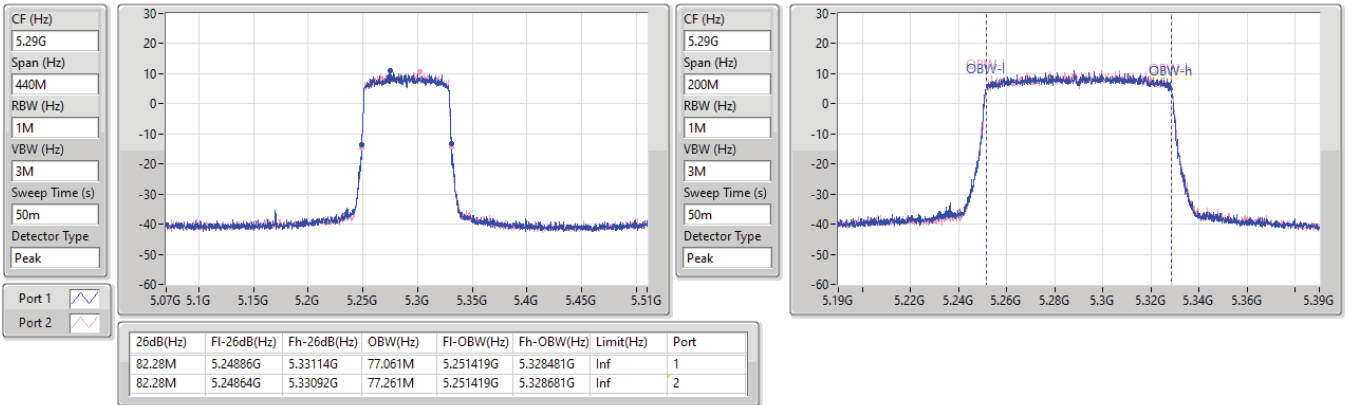 CF (Hz)
5.29G
Span (Hz)
440M
RBW (Hz)
1M
VBW (Hz)
3M
Sweep Time (s)
50m
Detector Type
Peak
Port 1
Port 2
30
20
10
0
-10
-20
-30
-40
-50
-60
5.07G 5.1G 5.15G 5.2G 5.25G 5.3G 5.35G 5.4G 5.45G 5.51G
CF (Hz)
5.29G
Span (Hz)
200M
RBW (Hz)
1M
VBW (Hz)
3M
Sweep Time (s)
50m
Detector Type
Peak
30
20
10
0
-10
-20
-30
-40
-50
-60
OBW-l OBW-h
5.19G 5.22G 5.24G 5.26G 5.28G 5.3G 5.32G 5.34G 5.36G 5.39G
26dB(Hz) Fl-26dB(Hz) Fh-26dB(Hz) OBW(Hz) Fl-OBW(Hz) Fh-OBW(Hz) Limit(Hz) Port
82.28M 5.24886G 5.33114G 77.061M 5.251419G 5.328481G Inf 1
82.28M 5.24864G 5.33092G 77.261M 5.251419G 5.328681G Inf 2